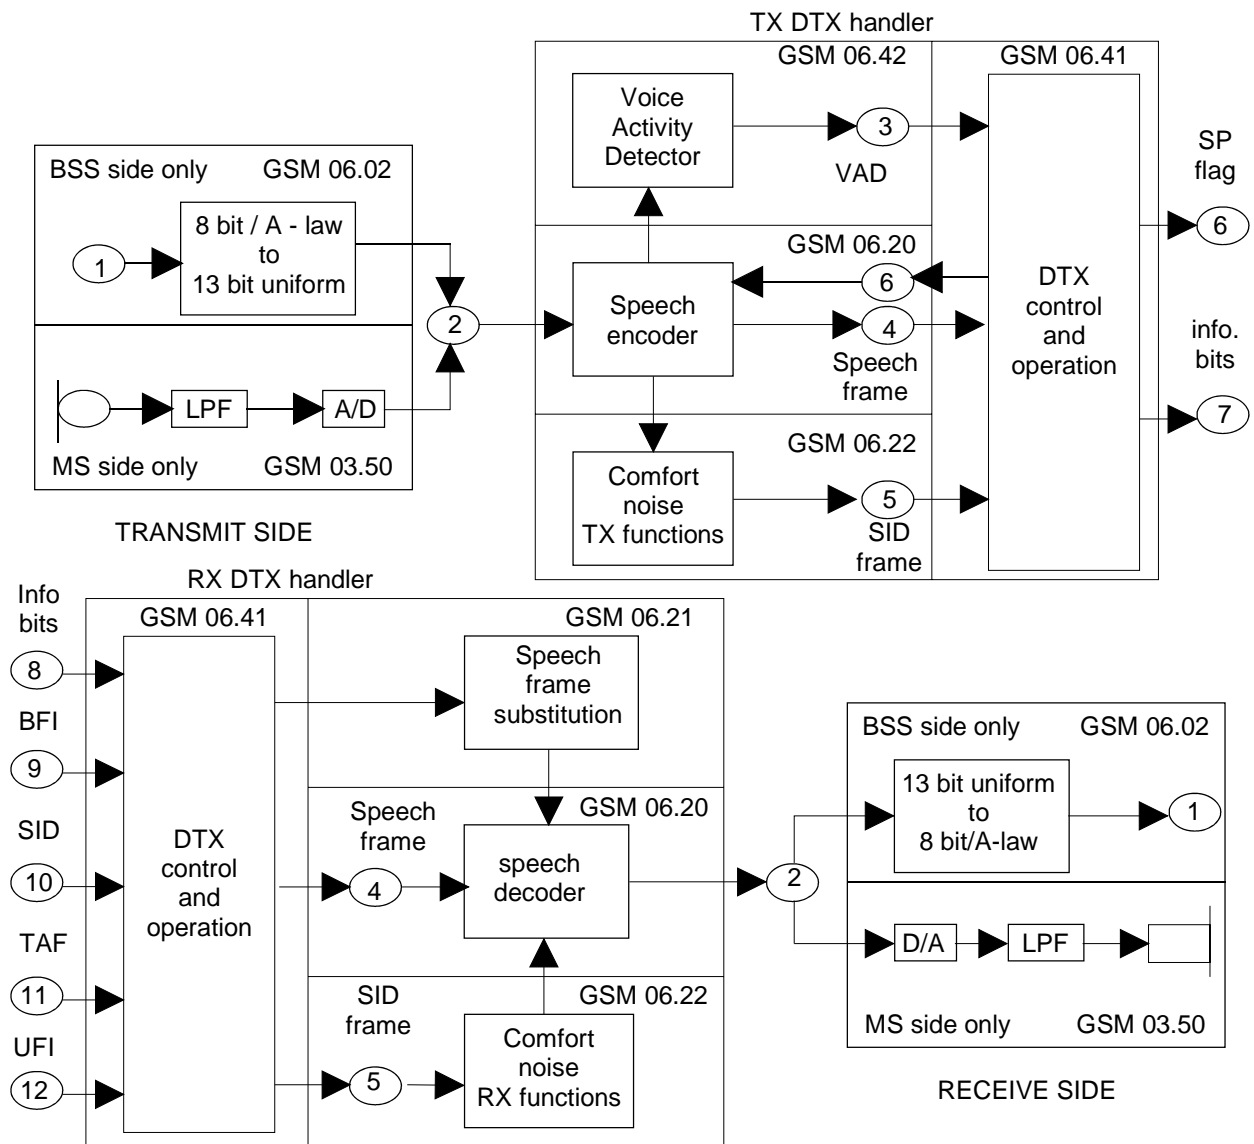 TX DTX handler
GSM 06.42
GSM 06.41
Voice
Activity
Detector
3
VAD
SP
flag
6
BSS side only
GSM 06.02
8 bit / A - law
to
13 bit uniform
1
2
GSM 06.20
6
Speech
encoder
4
Speech
frame
DTX
control
and
operation
info.
bits
7
LPF
A/D
MS side only
GSM 03.50
GSM 06.22
Comfort
noise
TX functions
5
SID
frame
TRANSMIT SIDE
RX DTX handler
Info
bits
8
BFI
9
SID
10
TAF
11
UFI
12
GSM 06.41
DTX
control
and
operation
GSM 06.21
Speech
frame
substitution
GSM 06.20
Speech
frame
4
speech
decoder
GSM 06.22
SID
frame
5
Comfort
noise
RX functions
2
BSS side only
GSM 06.02
13 bit uniform
to
8 bit/A-law
1
D/A
LPF
MS side only
GSM 03.50
RECEIVE SIDE